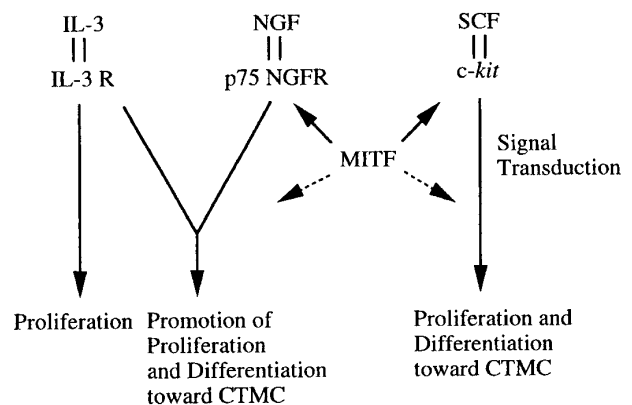 IL-3
NGF
SCF
IL-3 R
p75 NGFR
c-kit
MITF
Signal
Transduction
Proliferation
Promotion of
Proliferation
and Differentiation
toward CTMC
Proliferation and
Differentiation
toward CTMC